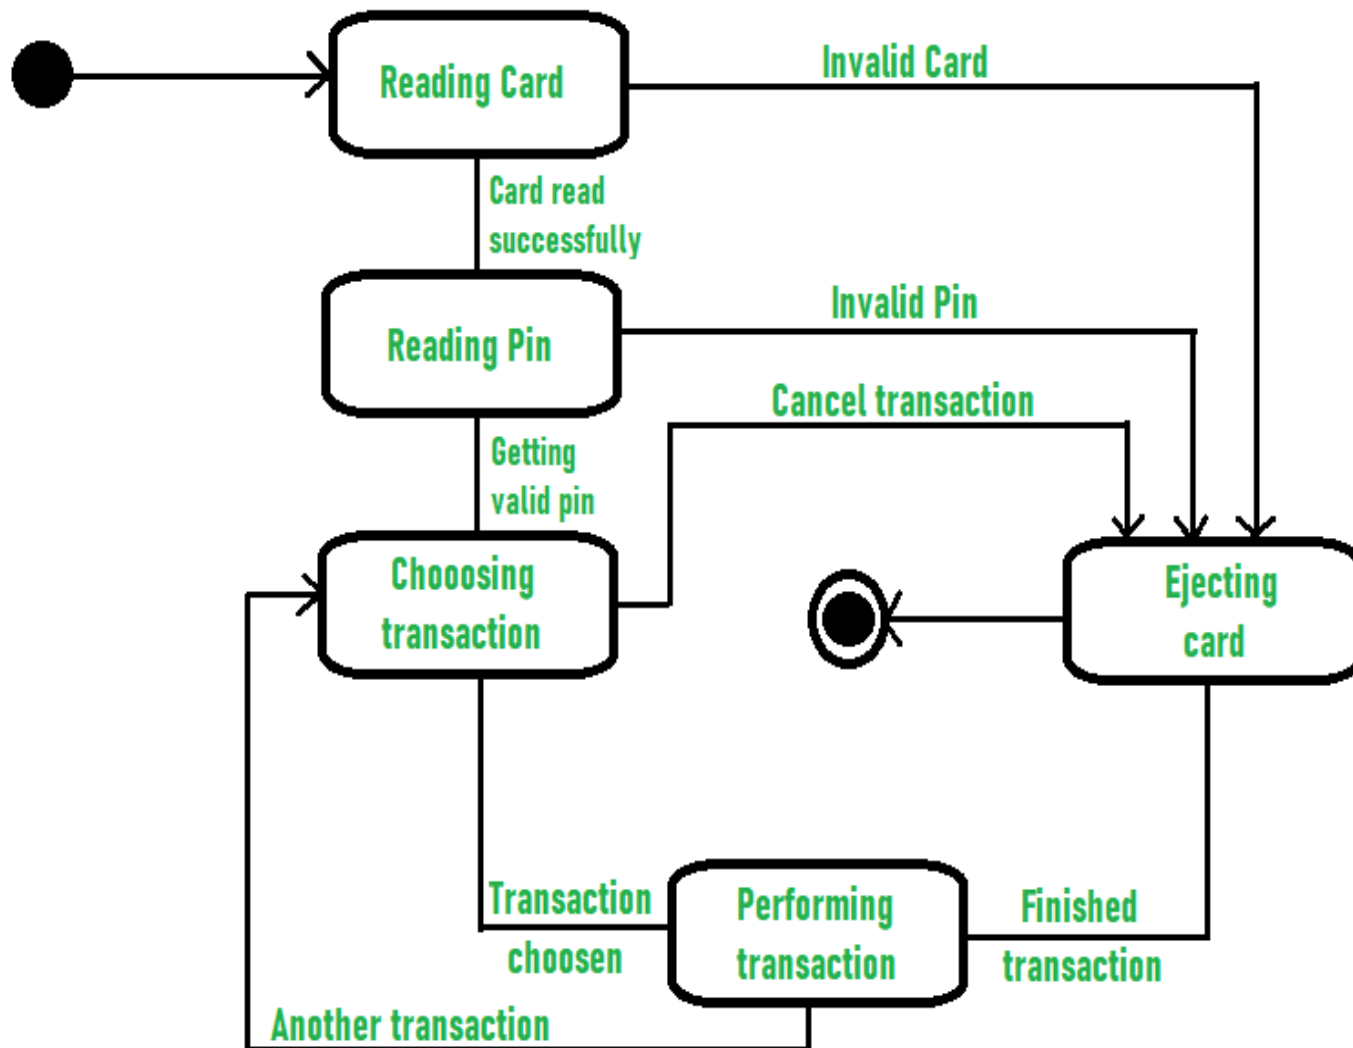 Reading Card
Invalid Card
Card read
successfully
Reading Pin
Invalid Pin
Cancel transaction
Getting
valid pin
Chooosing
transaction
Ejecting
card
Transaction
choosen
Performing
transaction
Finished
transaction
Another transaction